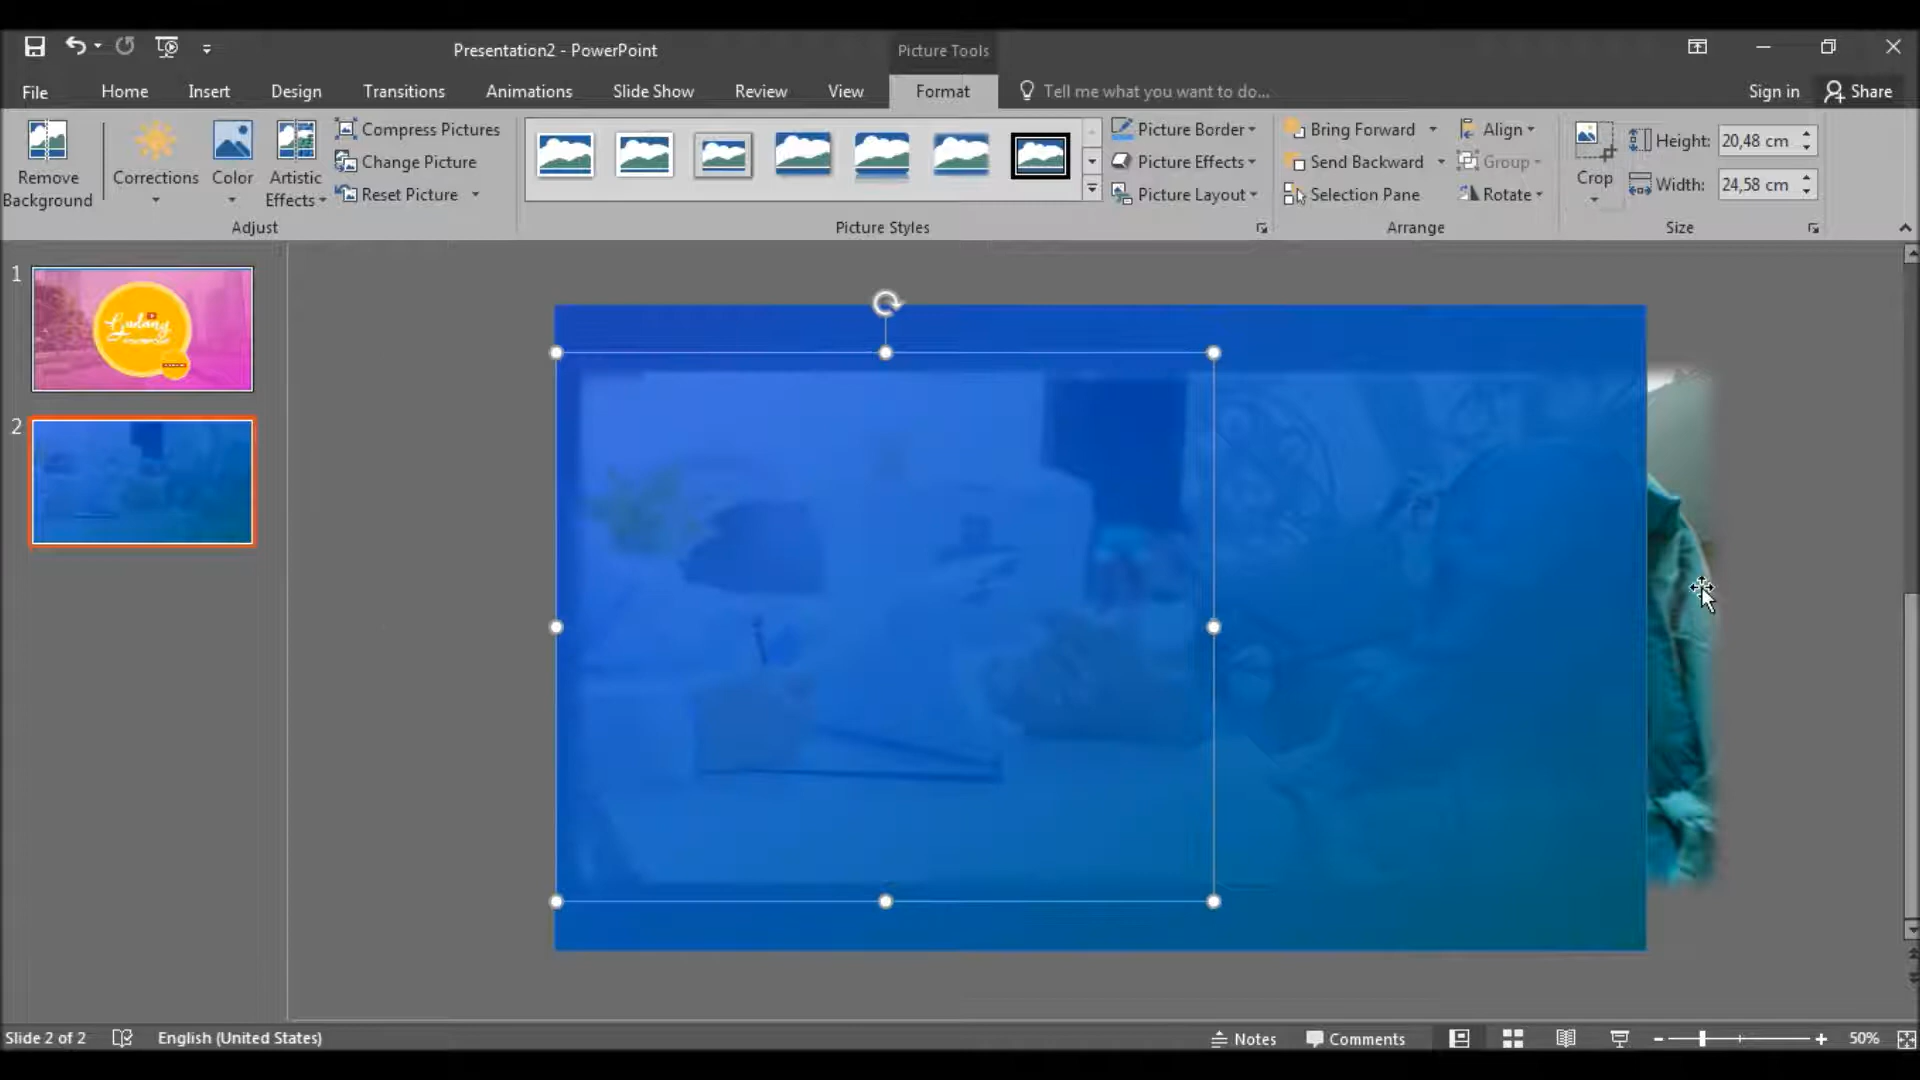 Presentation2 - PowerPoint
Picture Tools
File
Home
Insert
Design
Transitions
Animations
Slide Show
Review
View
Format
Tell me what you want to do...
Sign in
Share
Remove Background
Corrections
Color
Artistic Effects
Compress Pictures
Change Picture
Reset Picture
Adjust
Picture Styles
Picture Border
Picture Effects
Picture Layout
Bring Forward
Send Backward
Selection Pane
Align
Group
Rotate
Arrange
Crop
Height: 20,48 cm
Width: 24,58 cm
Size
1
Gudang
2
Slide 2 of 2
English (United States)
Notes
Comments
50%